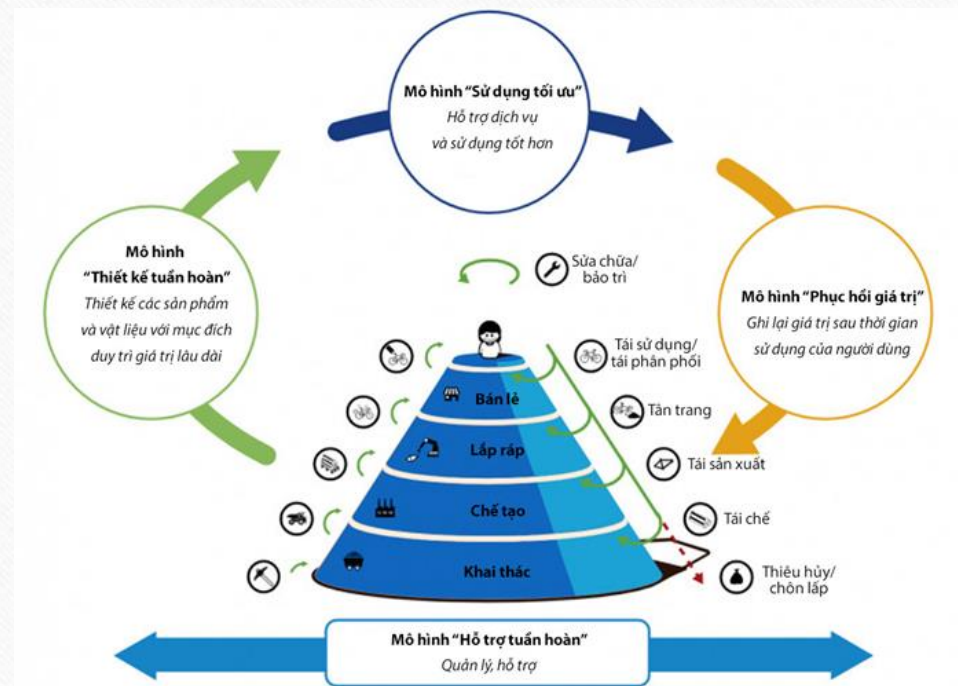 Mô hình “Sử dụng tối ưu”
Hỗ trợ dịch vụ
và sử dụng tốt hơn
Mô hình
“Thiết kế tuần hoàn”
Thiết kế các sản phẩm
và vật liệu với mục đích
duy trì giá trị lâu dài
Mô hình “Phục hồi giá trị”
Ghi lại giá trị sau thời gian
sử dụng của người dùng
Sửa chữa/
bảo trì
Tái sử dụng/
tái phân phối
Tân trang
Tái sản xuất
Tái chế
Thiêu hủy/
chôn lấp
Bán lẻ
Lắp ráp
Chế tạo
Khai thác
Mô hình “Hỗ trợ tuần hoàn”
Quản lý, hỗ trợ